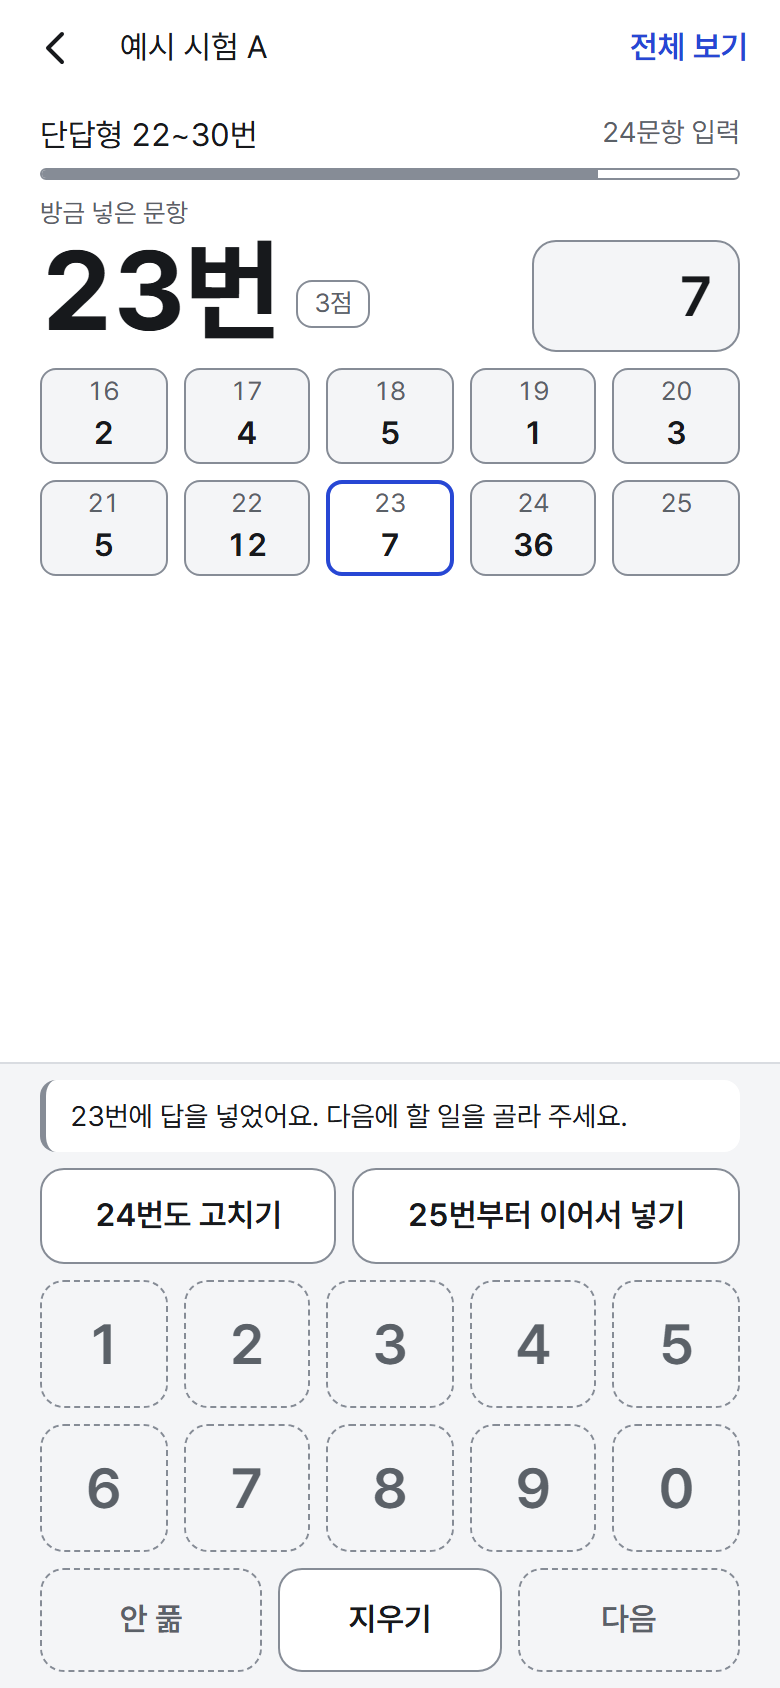 예시 시험 A
전체 보기
단답형 22~30번
24문항 입력
방금 넣은 문항
23번
3점
7
16 17 18 19 20
2 4 5 1 3
21 22 23 24 25
5 12 7 36
23번에 답을 넣었어요. 다음에 할 일을 골라 주세요.
24번도 고치기
25번부터 이어서 넣기
1 2 3 4 5
6 7 8 9 0
안 풂
지우기
다음